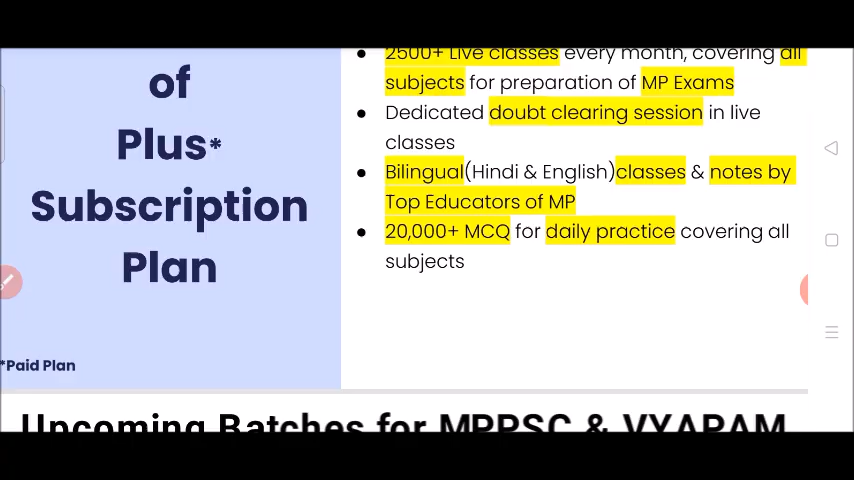 of
Plus*
Subscription
Plan
*Paid Plan
• 2500+ Live classes every month, covering all
subjects for preparation of MP Exams
• Dedicated doubt clearing session in live
classes
• Bilingual(Hindi & English)classes & notes by
Top Educators of MP
• 20,000+ MCQ for daily practice covering all
subjects
Upcoming Batches for MPPSC & VYAPAM